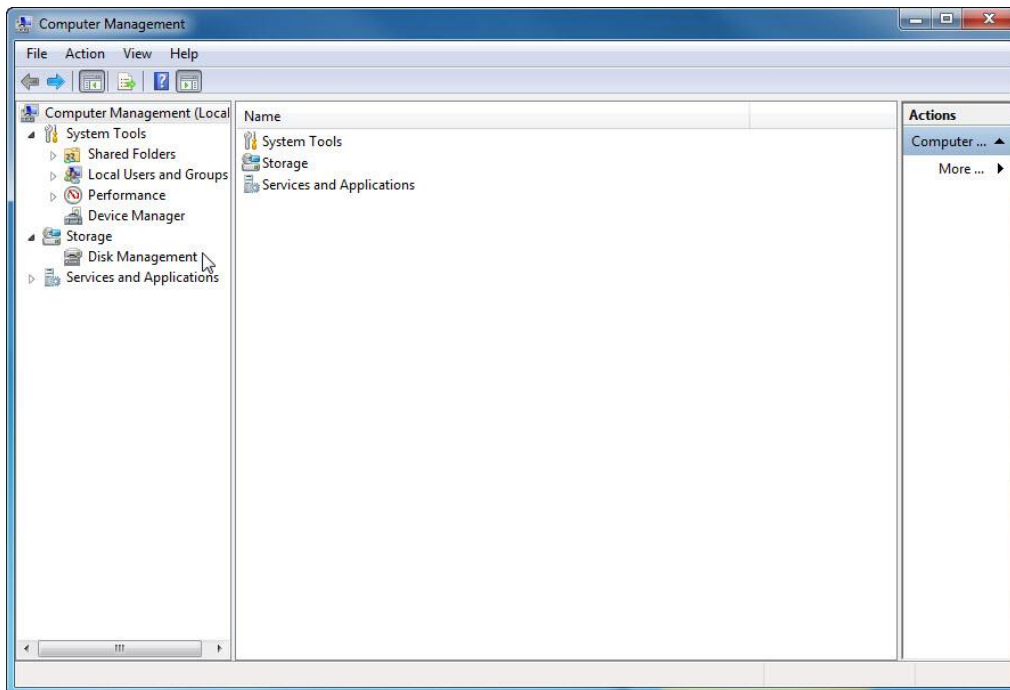 Computer Management
File Action View Help
Computer Management (Local
System Tools
Shared Folders
Local Users and Groups
Performance
Device Manager
Storage
Disk Management
Services and Applications
Name
System Tools
Storage
Services and Applications
Actions
Computer ...
More ...